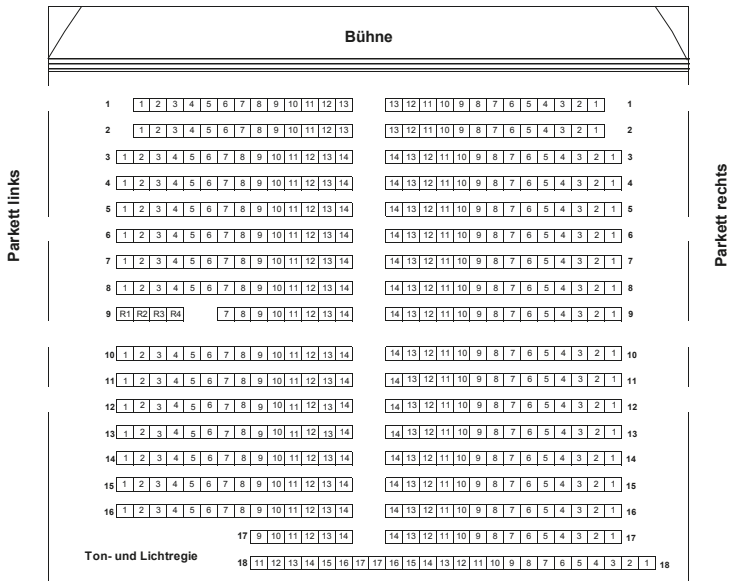 Bühne
1 1 2 3 4 5 6 7 8 9 10 11 12 13 13 12 11 10 9 8 7 6 5 4 3 2 1 1
2 1 2 3 4 5 6 7 8 9 10 11 12 13 13 12 11 10 9 8 7 6 5 4 3 2 1 2
3 1 2 3 4 5 6 7 8 9 10 11 12 13 14 14 13 12 11 10 9 8 7 6 5 4 3 2 1 3
4 1 2 3 4 5 6 7 8 9 10 11 12 13 14 14 13 12 11 10 9 8 7 6 5 4 3 2 1 4
5 1 2 3 4 5 6 7 8 9 10 11 12 13 14 14 13 12 11 10 9 8 7 6 5 4 3 2 1 5
Parkett links
Parkett rechts
6 1 2 3 4 5 6 7 8 9 10 11 12 13 14 14 13 12 11 10 9 8 7 6 5 4 3 2 1 6
7 1 2 3 4 5 6 7 8 9 10 11 12 13 14 14 13 12 11 10 9 8 7 6 5 4 3 2 1 7
8 1 2 3 4 5 6 7 8 9 10 11 12 13 14 14 13 12 11 10 9 8 7 6 5 4 3 2 1 8
9 R1 R2 R3 R4 7 8 9 10 11 12 13 14 14 13 12 11 10 9 8 7 6 5 4 3 2 1 9
10 1 2 3 4 5 6 7 8 9 10 11 12 13 14 14 13 12 11 10 9 8 7 6 5 4 3 2 1 10
11 1 2 3 4 5 6 7 8 9 10 11 12 13 14 14 13 12 11 10 9 8 7 6 5 4 3 2 1 11
12 1 2 3 4 5 6 7 8 9 10 11 12 13 14 14 13 12 11 10 9 8 7 6 5 4 3 2 1 12
13 1 2 3 4 5 6 7 8 9 10 11 12 13 14 14 13 12 11 10 9 8 7 6 5 4 3 2 1 13
14 1 2 3 4 5 6 7 8 9 10 11 12 13 14 14 13 12 11 10 9 8 7 6 5 4 3 2 1 14
15 1 2 3 4 5 6 7 8 9 10 11 12 13 14 14 13 12 11 10 9 8 7 6 5 4 3 2 1 15
16 1 2 3 4 5 6 7 8 9 10 11 12 13 14 14 13 12 11 10 9 8 7 6 5 4 3 2 1 16
17 9 10 11 12 13 14 14 13 12 11 10 9 8 7 6 5 4 3 2 1 17
Ton- und Lichtregie
18 11 12 13 14 15 16 17 17 16 15 14 13 12 11 10 9 8 7 6 5 4 3 2 1 18